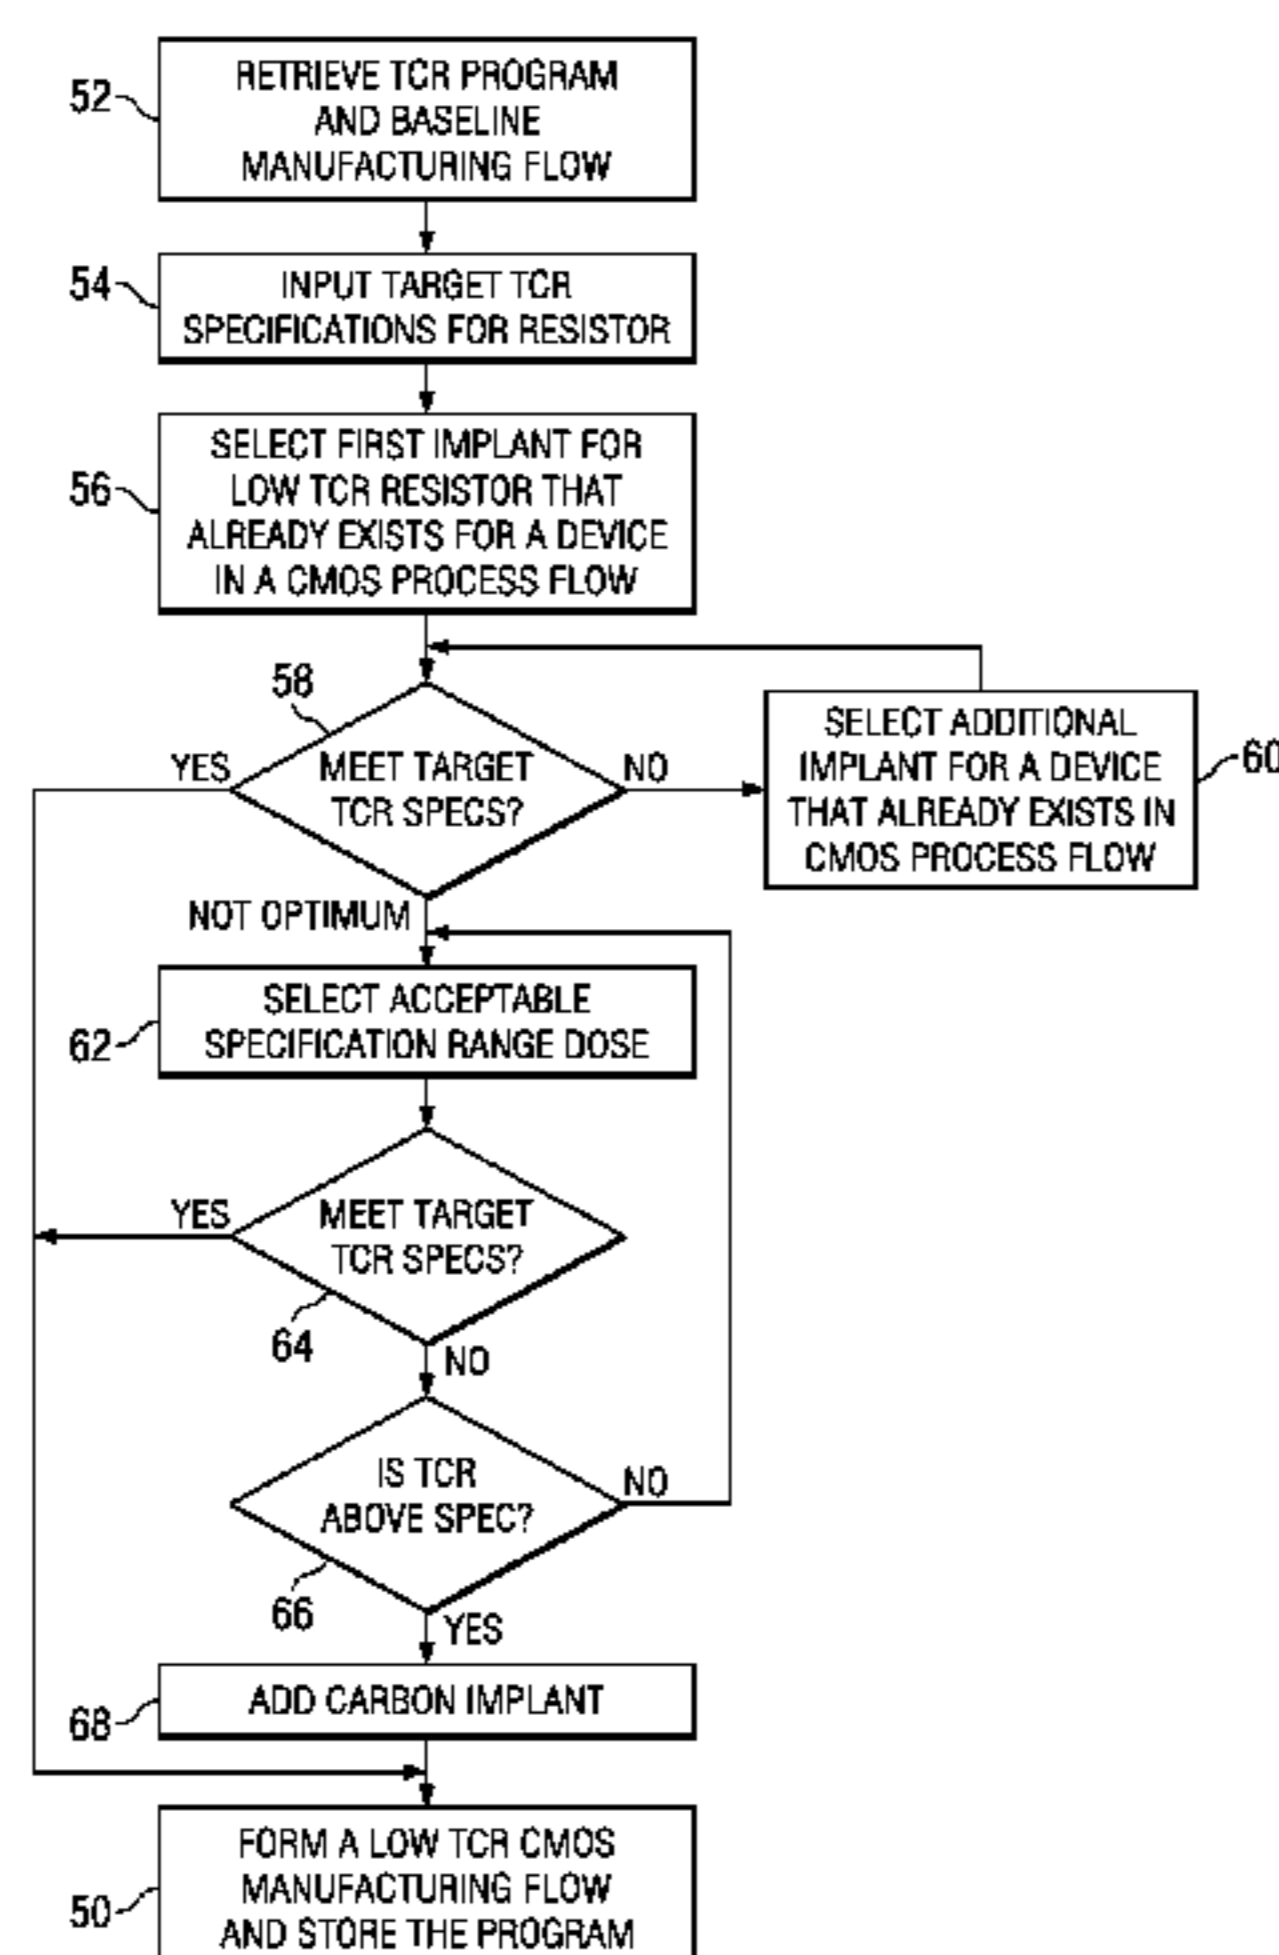 52
RETRIEVE TCR PROGRAM
AND BASELINE
MANUFACTURING FLOW
54
INPUT TARGET TCR
SPECIFICATIONS FOR RESISTOR
56
SELECT FIRST IMPLANT FOR
LOW TCR RESISTOR THAT
ALREADY EXISTS FOR A DEVICE
IN A CMOS PROCESS FLOW
58
YES
MEET TARGET
TCR SPECS?
NO
SELECT ADDITIONAL
IMPLANT FOR A DEVICE
THAT ALREADY EXISTS IN
CMOS PROCESS FLOW
60
NOT OPTIMUM
62
SELECT ACCEPTABLE
SPECIFICATION RANGE DOSE
YES
MEET TARGET
TCR SPECS?
64
NO
IS TCR
ABOVE SPEC?
NO
66
YES
68
ADD CARBON IMPLANT
50
FORM A LOW TCR CMOS
MANUFACTURING FLOW
AND STORE THE PROGRAM